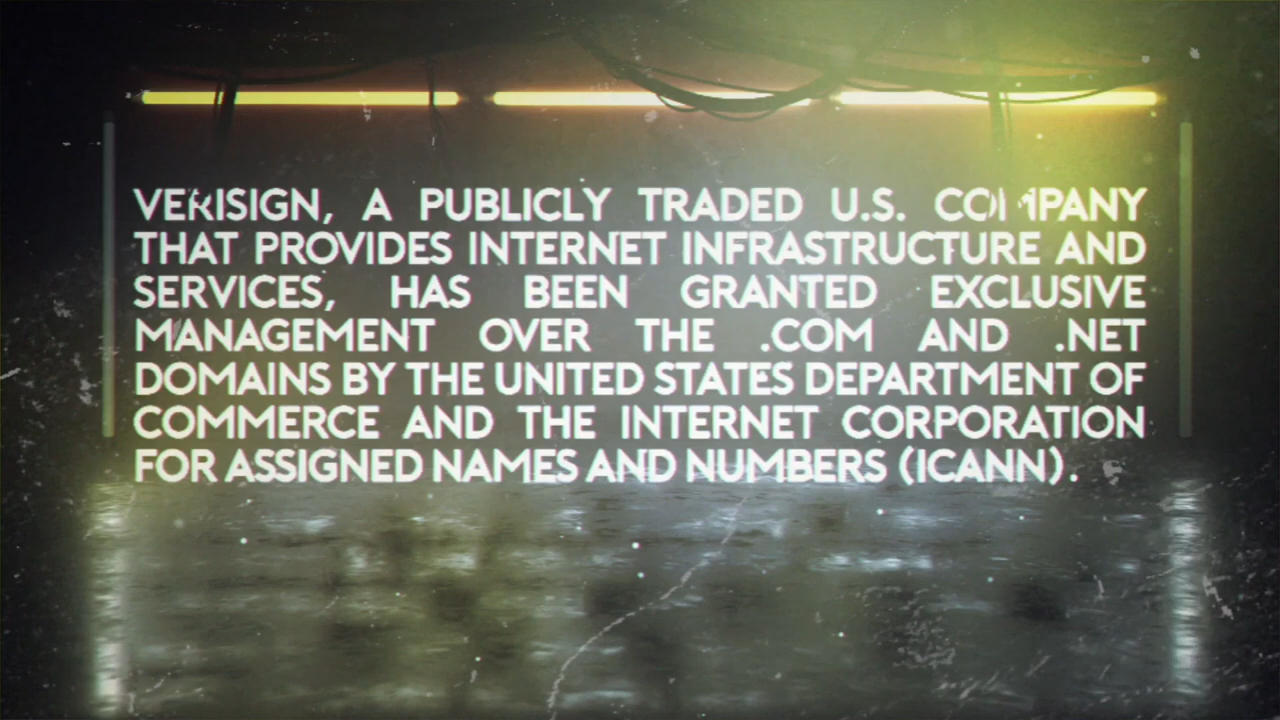 VERISIGN, A PUBLICLY TRADED U.S. COMPANY
THAT PROVIDES INTERNET INFRASTRUCTURE AND
SERVICES, HAS BEEN GRANTED EXCLUSIVE
MANAGEMENT OVER THE .COM AND .NET
DOMAINS BY THE UNITED STATES DEPARTMENT OF
COMMERCE AND THE INTERNET CORPORATION
FOR ASSIGNED NAMES AND NUMBERS (ICANN).